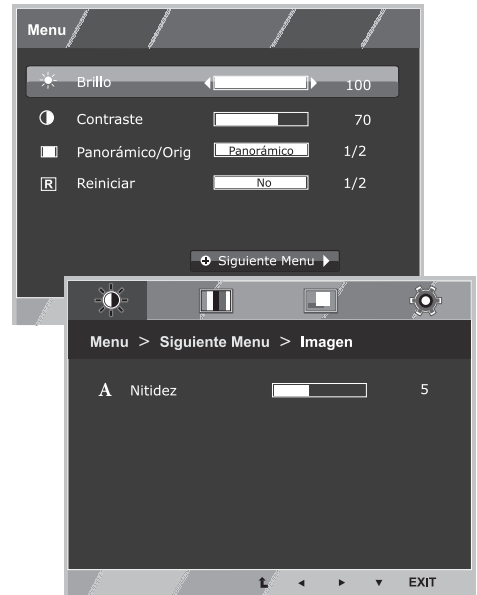 Menu
Brillo 100
Contraste 70
Panorámico/Orig Panorámico 1/2
R Reiniciar No 1/2
Siguiente Menu
Menu > Siguiente Menu > Imagen
A Nitidez 5
EXIT